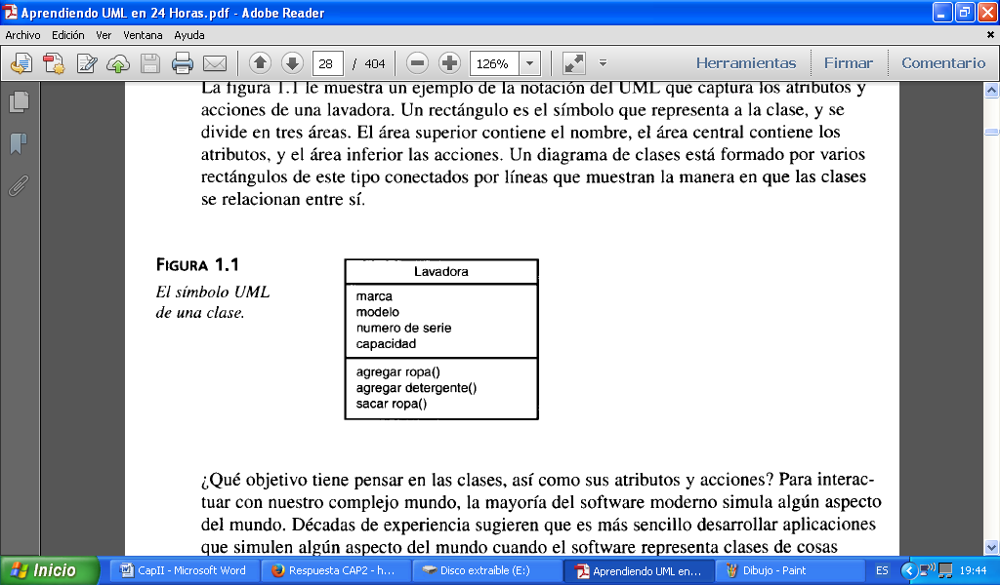 Aprendiendo UML en 24 Horas.pdf - Adobe Reader
Archivo Edición Ver Ventana Ayuda
28 / 404 126% Herramientas Firmar Comentario
La figura 1.1 le muestra un ejemplo de la notación del UML que captura los atributos y
acciones de una lavadora. Un rectángulo es el símbolo que representa a la clase, y se
divide en tres áreas. El área superior contiene el nombre, el área central contiene los
atributos, y el área inferior las acciones. Un diagrama de clases está formado por varios
rectángulos de este tipo conectados por líneas que muestran la manera en que las clases
se relacionan entre sí.
FIGURA 1.1
El símbolo UML
de una clase.
Lavadora
marca
modelo
numero de serie
capacidad
agregar ropa()
agregar detergente()
sacar ropa()
¿Qué objetivo tiene pensar en las clases, así como sus atributos y acciones? Para interac-
tuar con nuestro complejo mundo, la mayoría del software moderno simula algún aspecto
del mundo. Décadas de experiencia sugieren que es más sencillo desarrollar aplicaciones
que simulen algún aspecto del mundo cuando el software representa clases de cosas
Inicio CapII - Microsoft Word Respuesta CAP2 - h... Disco extraible (E:) Aprendiendo UML en... Dibujo - Paint ES 19:44